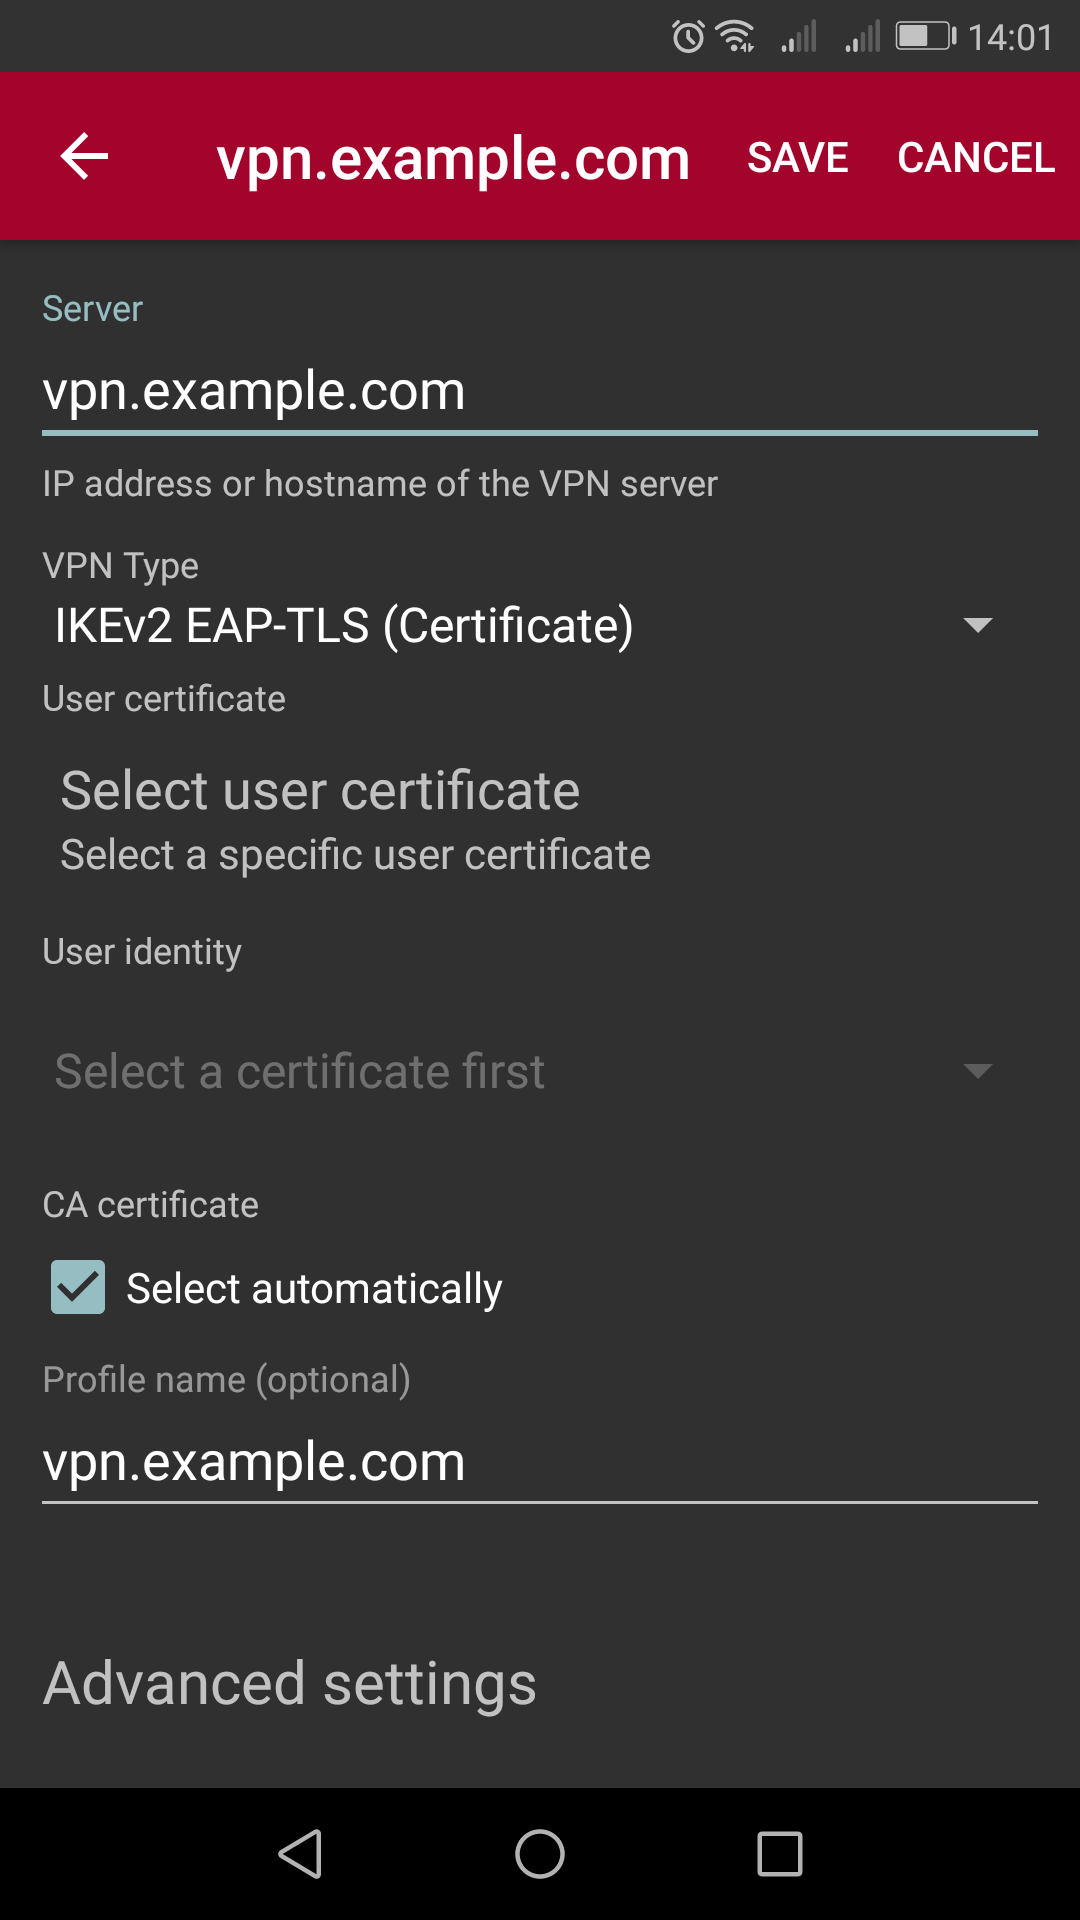 14:01
vpn.example.com SAVE CANCEL
Server
vpn.example.com
IP address or hostname of the VPN server
VPN Type
IKEv2 EAP-TLS (Certificate)
User certificate
Select user certificate
Select a specific user certificate
User identity
Select a certificate first
CA certificate
Select automatically
Profile name (optional)
vpn.example.com
Advanced settings